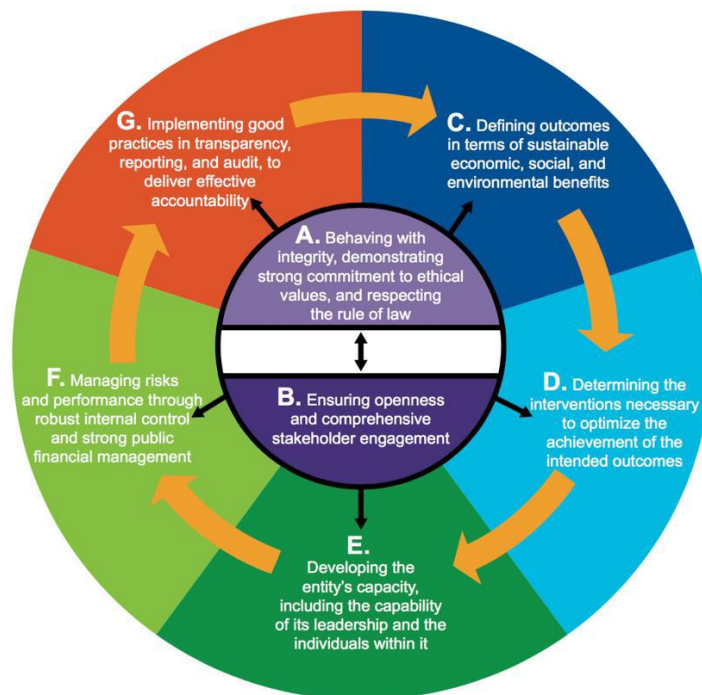 G. Implementing good
practices in transparency,
reporting, and audit, to
deliver effective
accountability
C. Defining outcomes
in terms of sustainable
economic, social, and
environmental benefits
A. Behaving with
integrity, demonstrating
strong commitment to ethical
values, and respecting
the rule of law
F. Managing risks
and performance through
robust internal control
and strong public
financial management
B. Ensuring openness
and comprehensive
stakeholder engagement
D. Determining the
interventions necessary
to optimize the
achievement of the
intended outcomes
E.
Developing the
entity's capacity,
including the capability
of its leadership and the
individuals within it